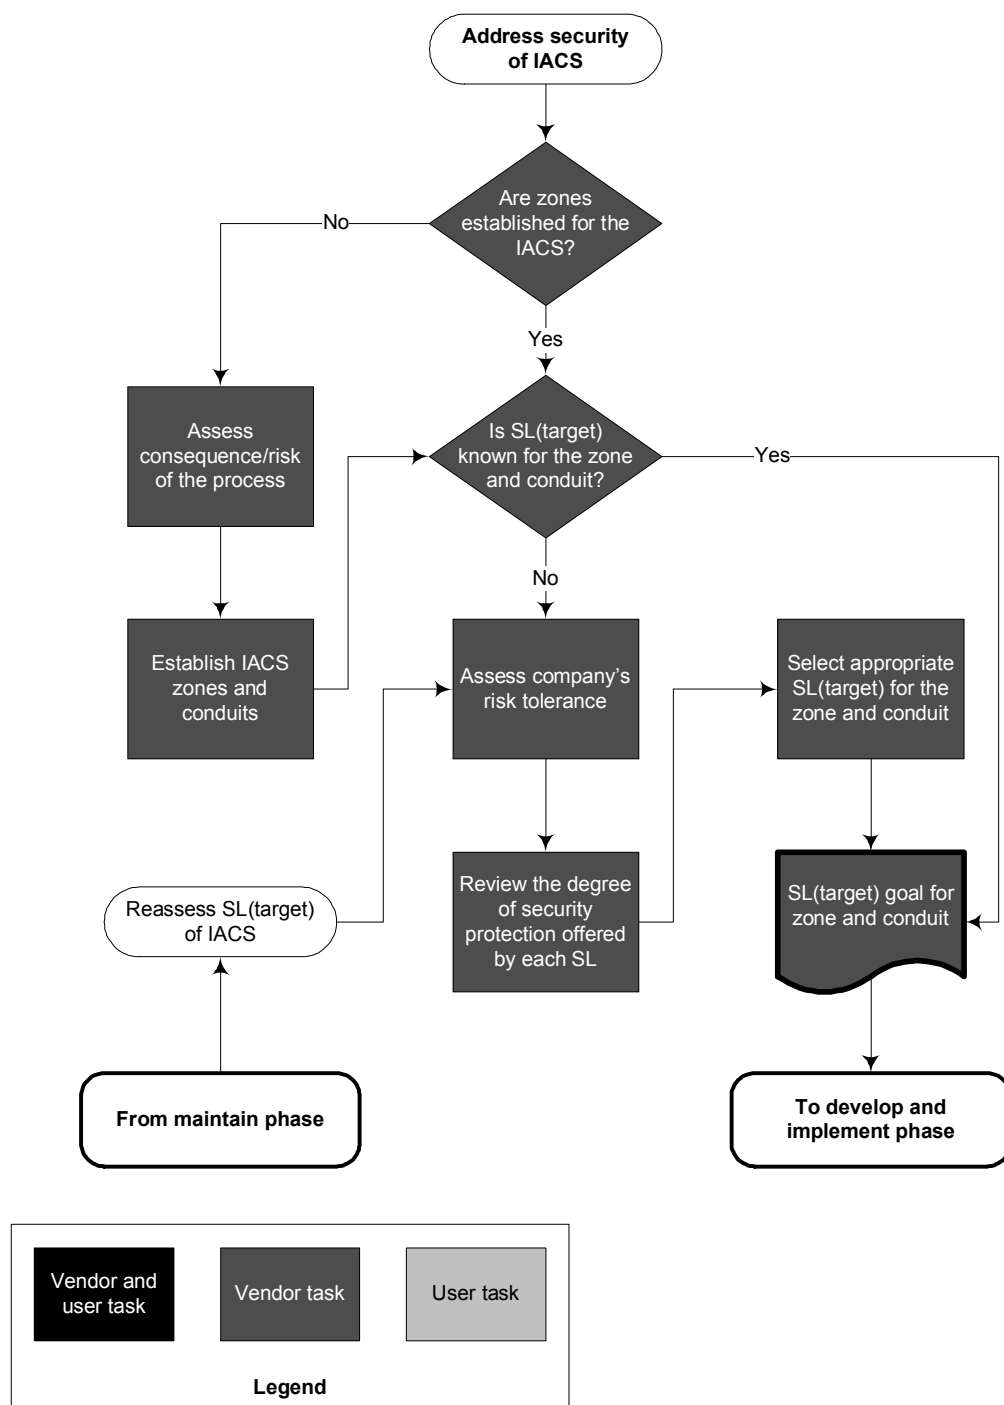 Address security
of IACS
Are zones
established for the
IACS?
No
Yes
Assess
consequence/risk
of the process
Is SL(target)
known for the zone
and conduit?
Yes
No
Establish IACS
zones and
conduits
Assess company's
risk tolerance
Select appropriate
SL(target) for the
zone and conduit
Reassess SL(target)
of IACS
Review the degree
of security
protection offered
by each SL
SL(target) goal for
zone and conduit
From maintain phase
To develop and
implement phase
Vendor and
user task
Vendor task
User task
Legend